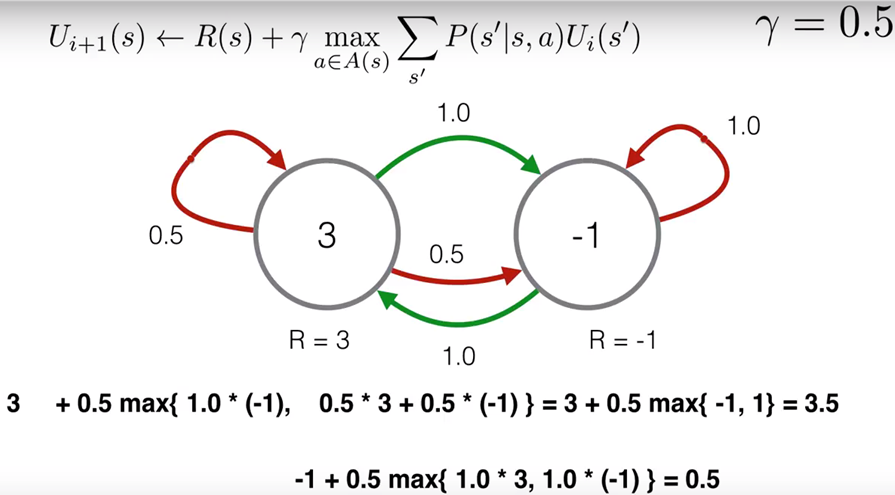 U_{i+1}(s) ← R(s) + γ max_{a∈A(s)} ∑_{s'} P(s'|s, a)U_i(s')
γ = 0.5
1.0
1.0
0.5
3
0.5
-1
R = 3
1.0
R = -1
3 + 0.5 max{ 1.0 * (-1), 0.5 * 3 + 0.5 * (-1) } = 3 + 0.5 max{ -1, 1} = 3.5
-1 + 0.5 max{ 1.0 * 3, 1.0 * (-1) } = 0.5